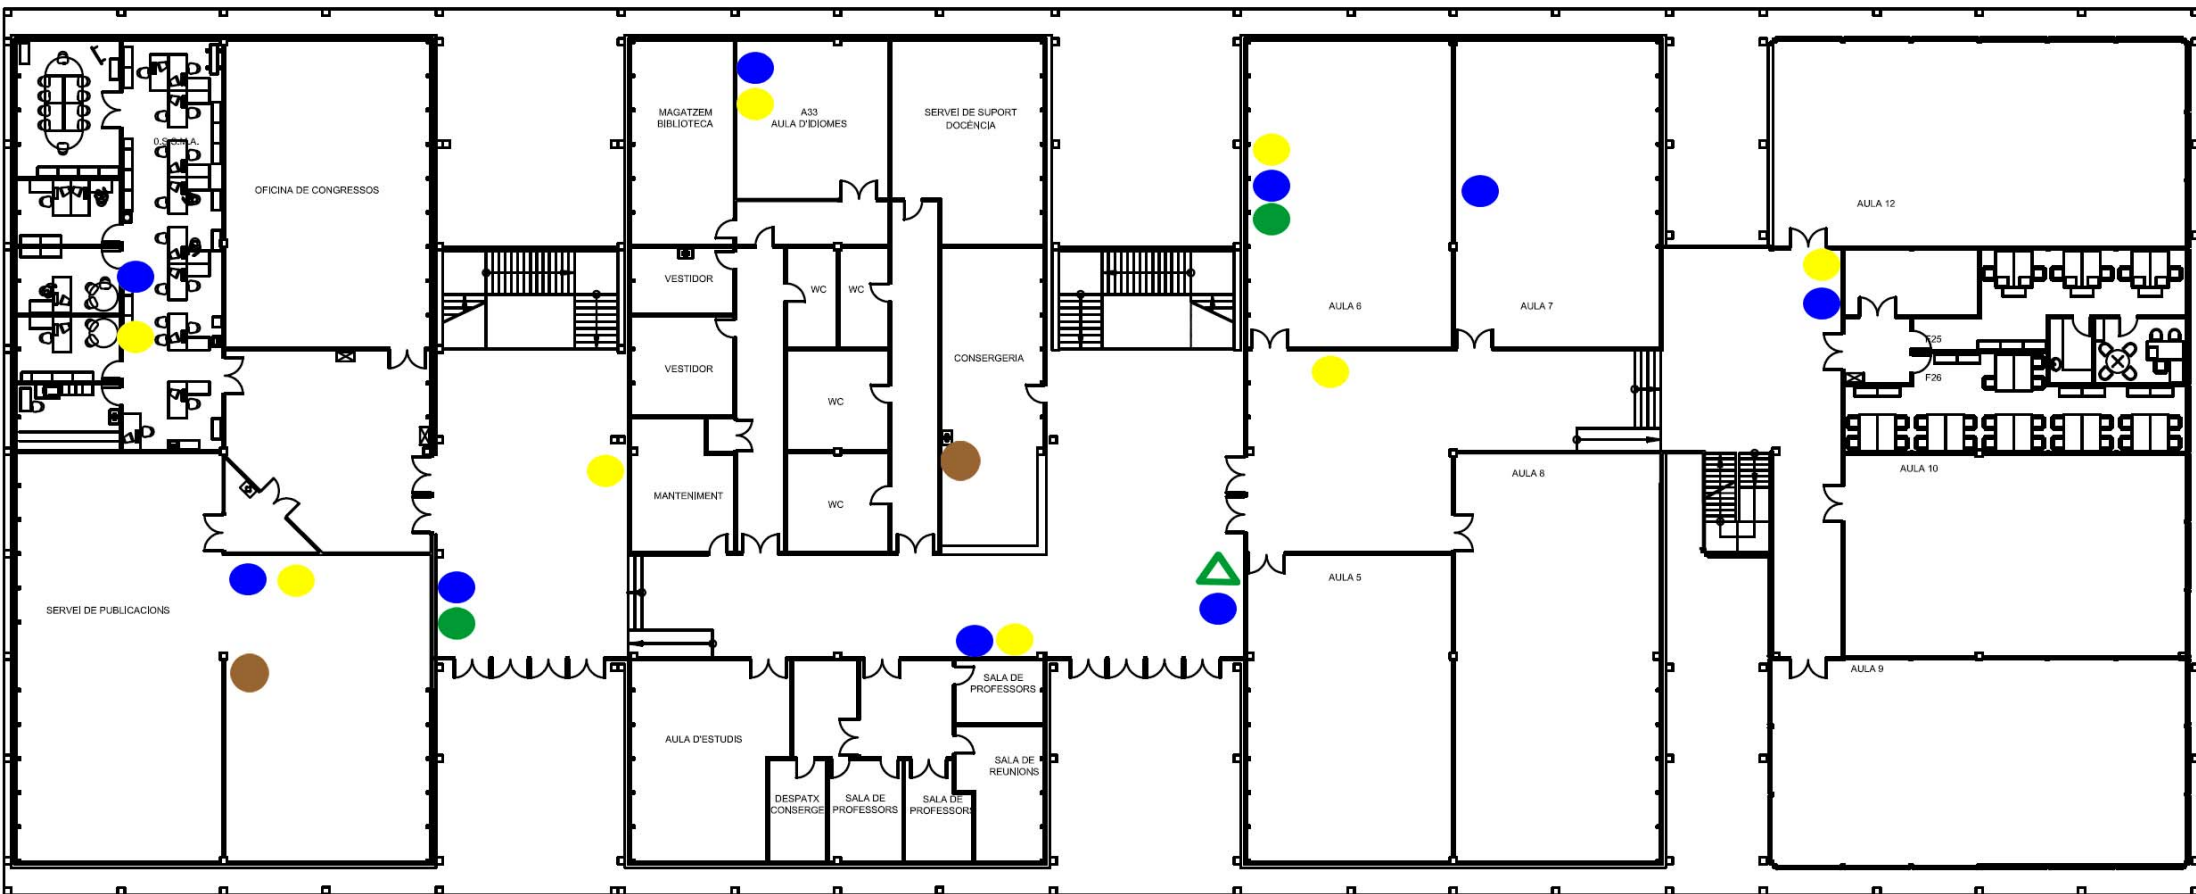 O.S.G.M.A.
OFICINA DE CONGRESSOS
SERVEI DE PUBLICACIONS
MAGATZEM
BIBLIOTECA
A33
AULA D'IDIOMES
SERVEI DE SUPORT
DOCÈNCIA
VESTIDOR
VESTIDOR
WC
WC
WC
WC
CONSERGERIA
MANTENIMENT
AULA D'ESTUDIS
DESPATX
CONSERGE
SALA DE
PROFESSORS
SALA DE
PROFESSORS
SALA DE
PROFESSORS
SALA DE
REUNIONS
AULA 6
AULA 7
AULA 5
AULA 8
AULA 12
F25
F26
AULA 10
AULA 9